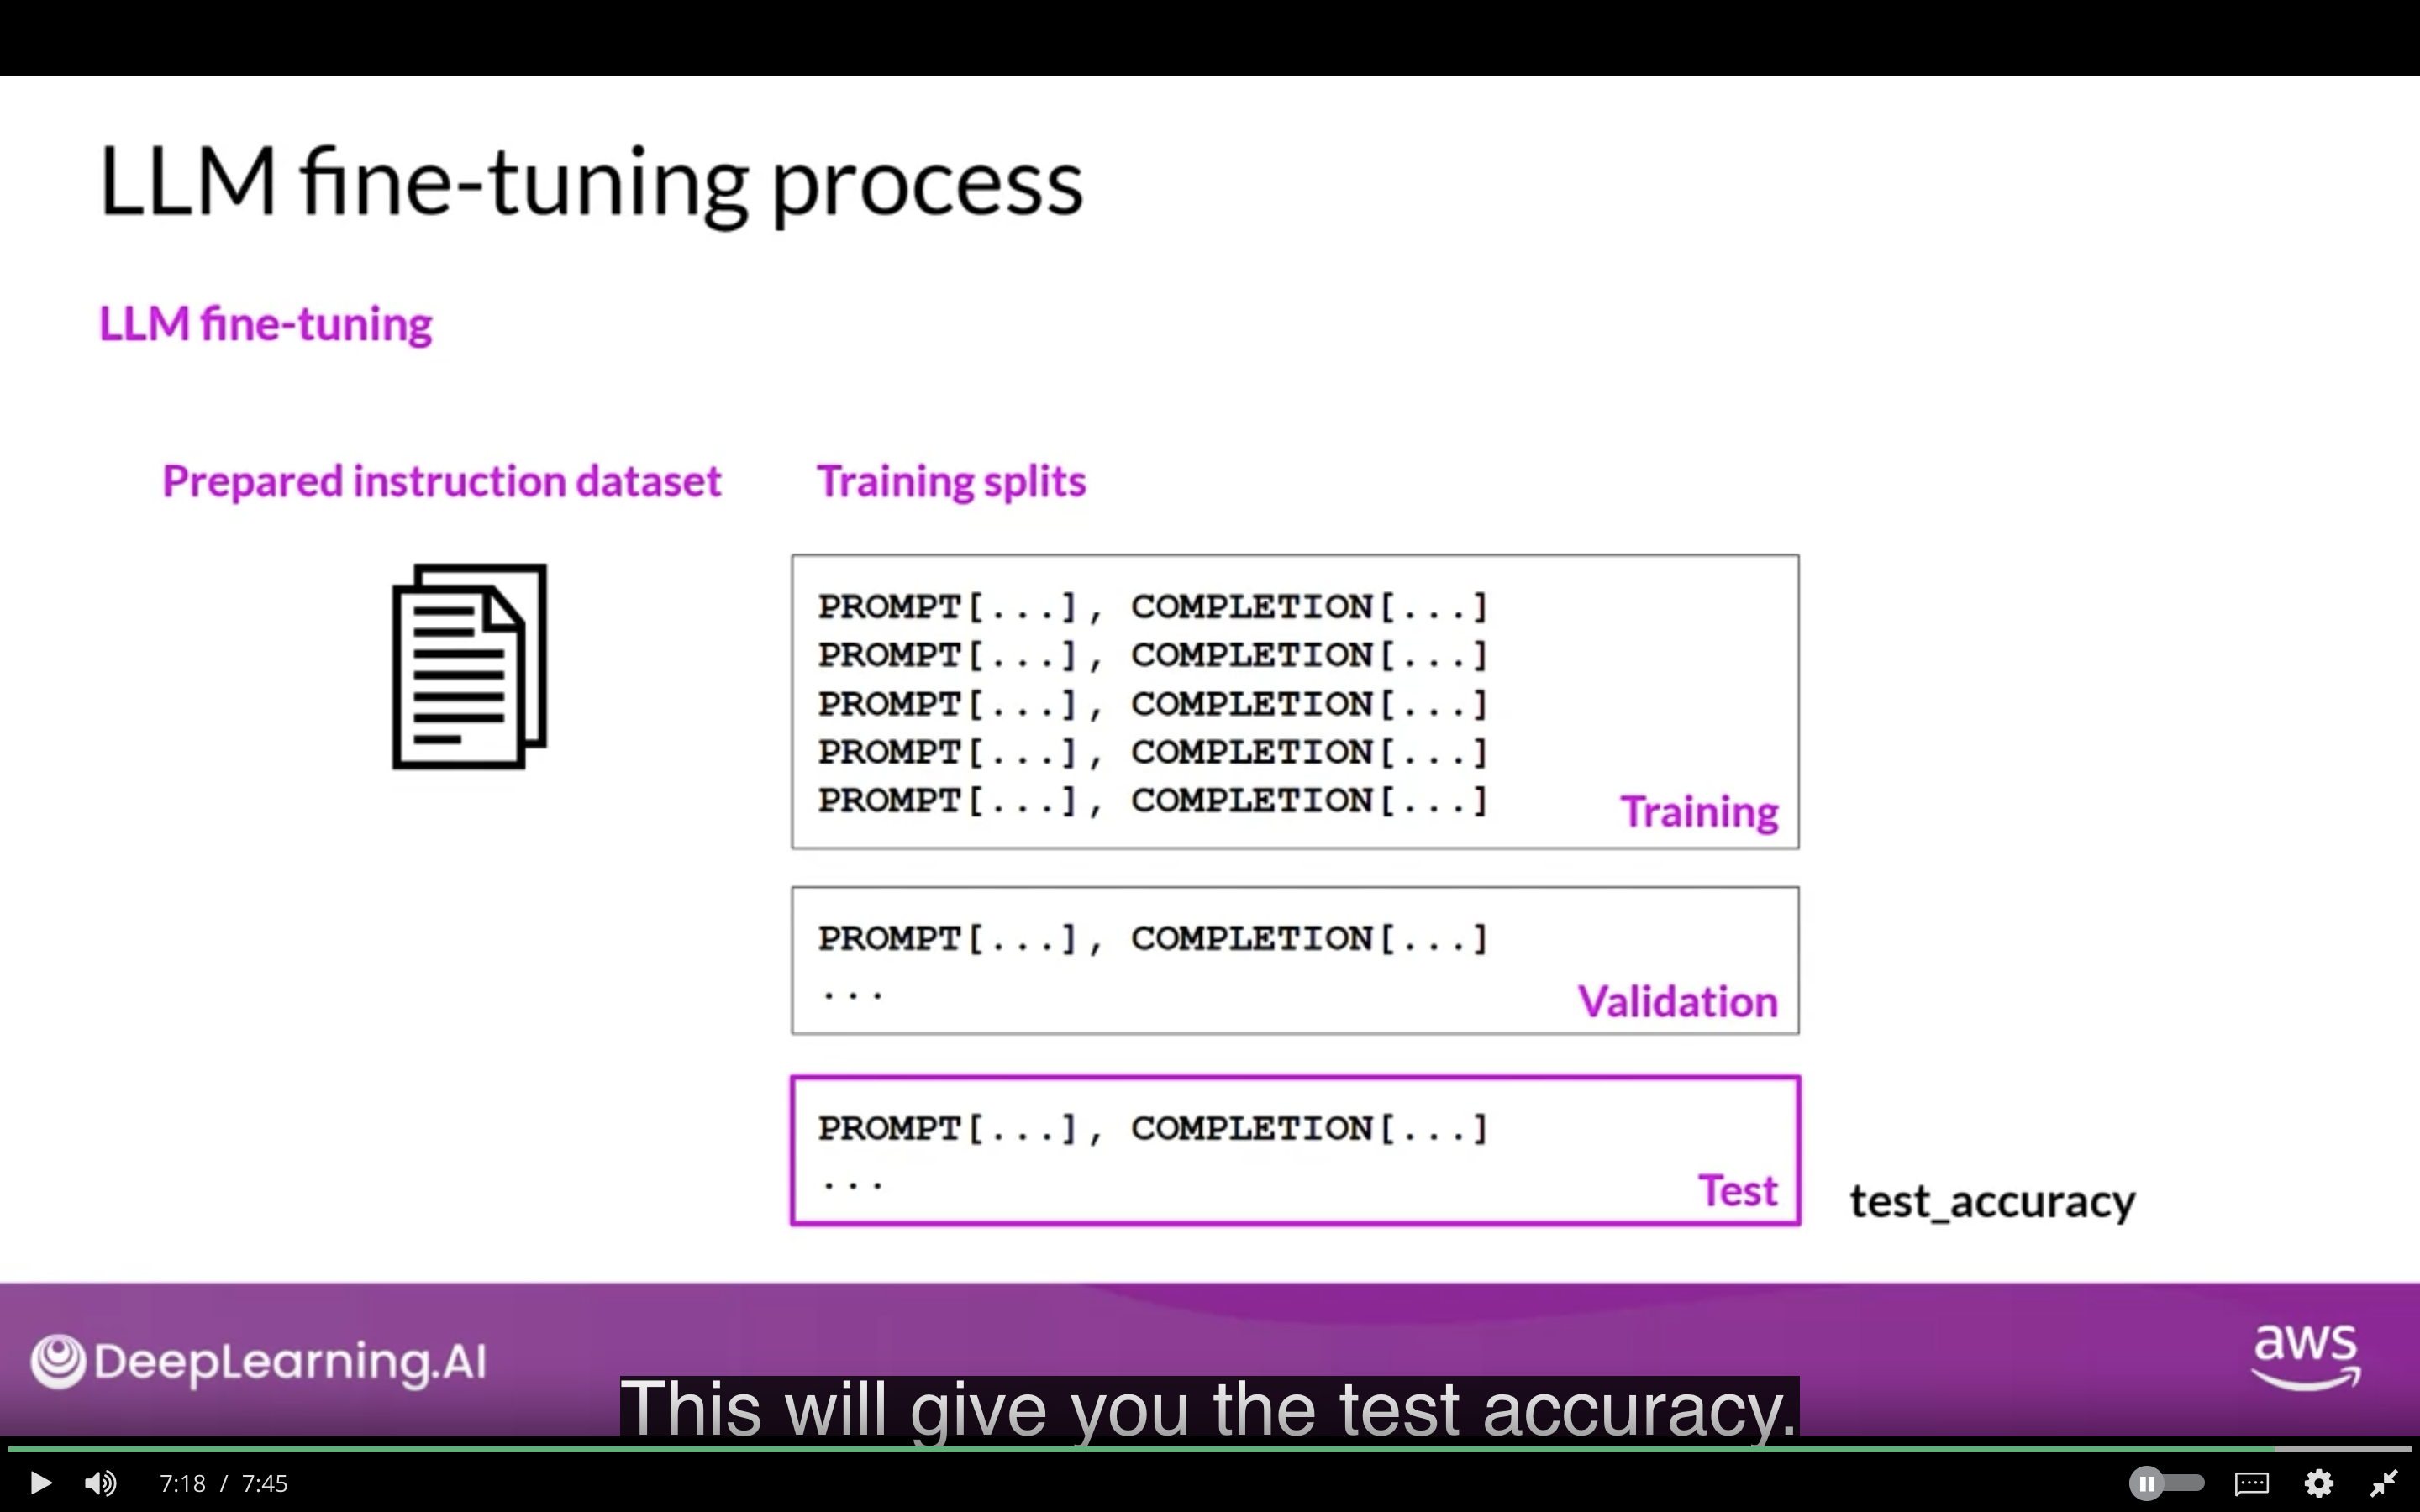 LLM fine-tuning process
LLM fine-tuning
Prepared instruction dataset
Training splits
PROMPT[...], COMPLETION[...]
PROMPT[...], COMPLETION[...]
PROMPT[...], COMPLETION[...]
PROMPT[...], COMPLETION[...]
PROMPT[...], COMPLETION[...]
Training
PROMPT[...], COMPLETION[...]
...
Validation
PROMPT[...], COMPLETION[...]
...
Test
test_accuracy
DeepLearning.AI
aws
This will give you the test accuracy.
7:18 / 7:45